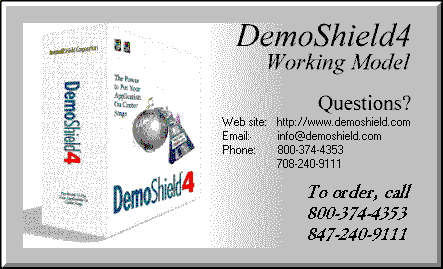 DemoShield4
Working Model
The Power
to Put Your
Application
On Center
Stage
DemoShield
4
DemoShield4
Questions?
Web site: http://www.demoshield.com
Email: info@demoshield.com
Phone: 800-374-4353
708-240-9111
To order, call
800-374-4353
847-240-9111